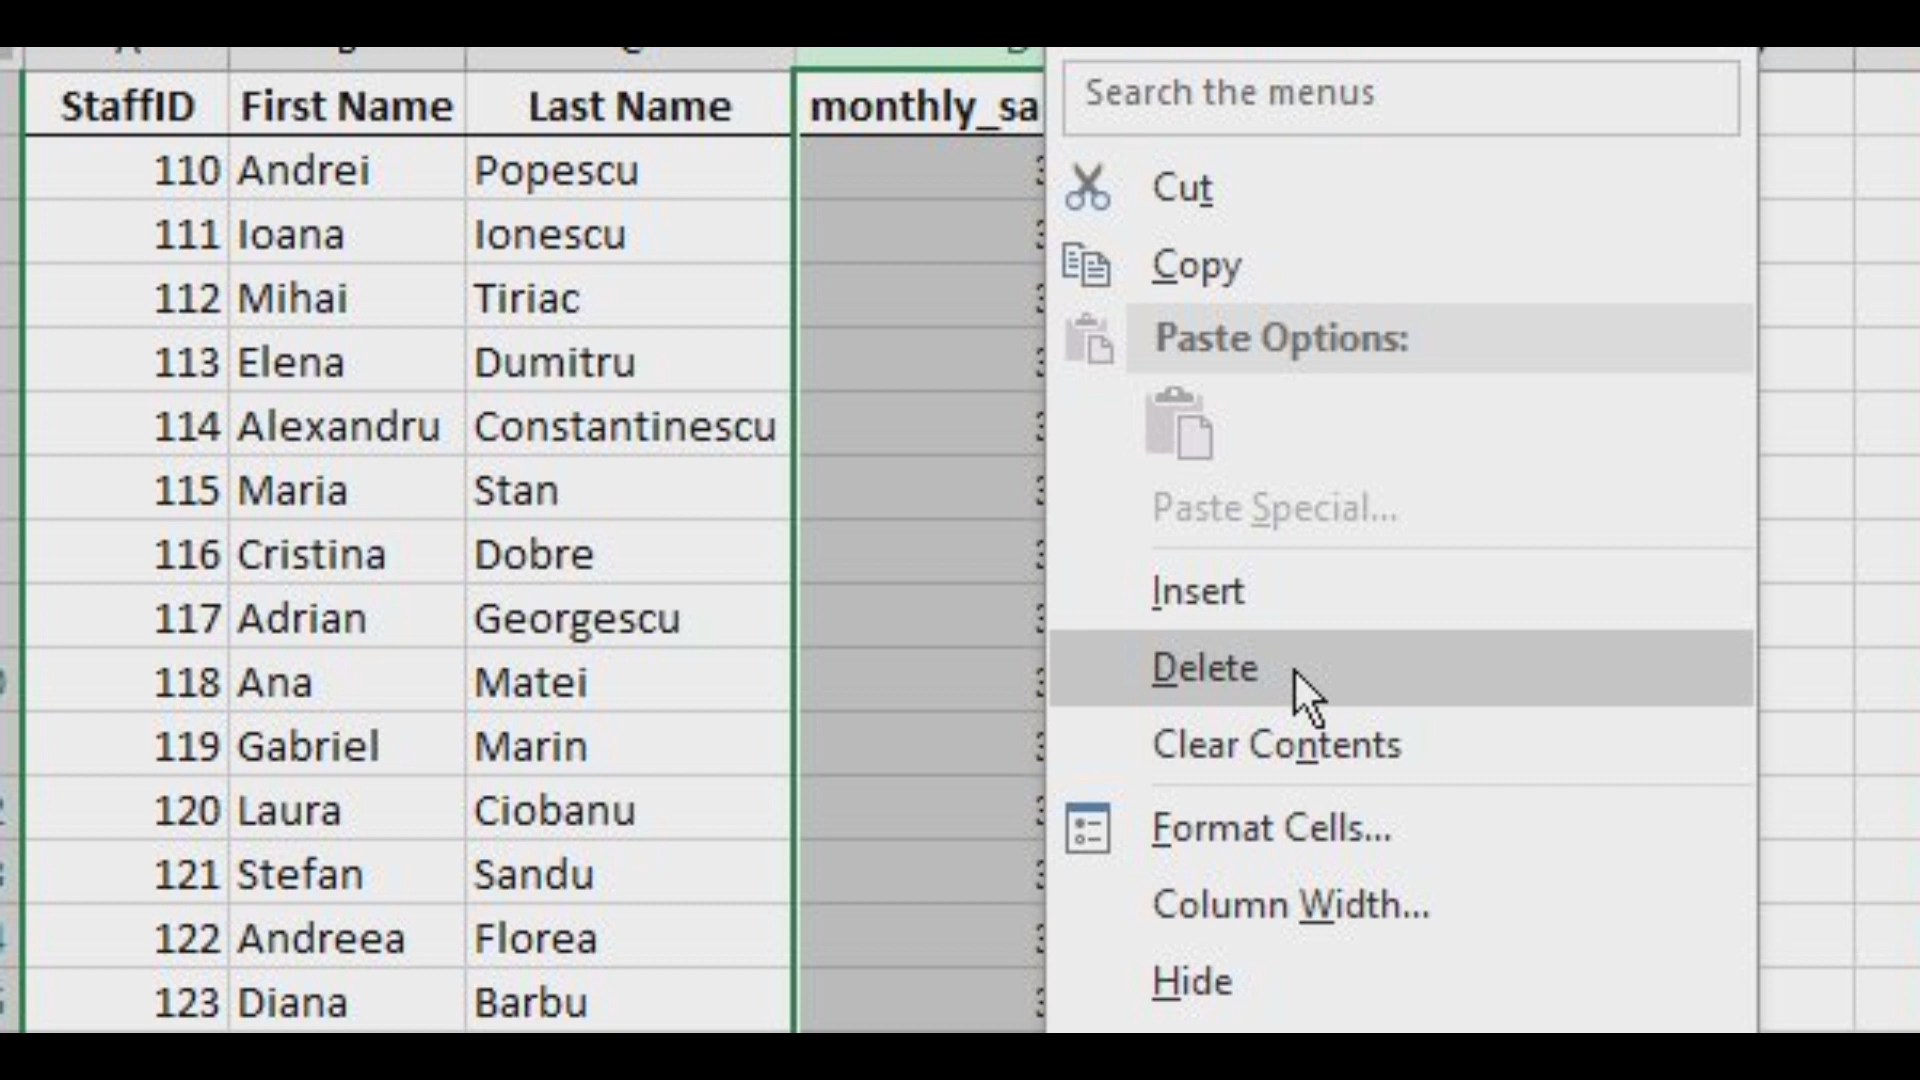 StaffID First Name Last Name monthly_sa
110 Andrei Popescu
111 Ioana Ionescu
112 Mihai Tiriac
113 Elena Dumitru
114 Alexandru Constantinescu
115 Maria Stan
116 Cristina Dobre
117 Adrian Georgescu
118 Ana Matei
119 Gabriel Marin
120 Laura Ciobanu
121 Stefan Sandu
122 Andreea Florea
123 Diana Barbu
Search the menus
Cut
Copy
Paste Options:
Paste Special...
Insert
Delete
Clear Contents
Format Cells...
Column Width...
Hide